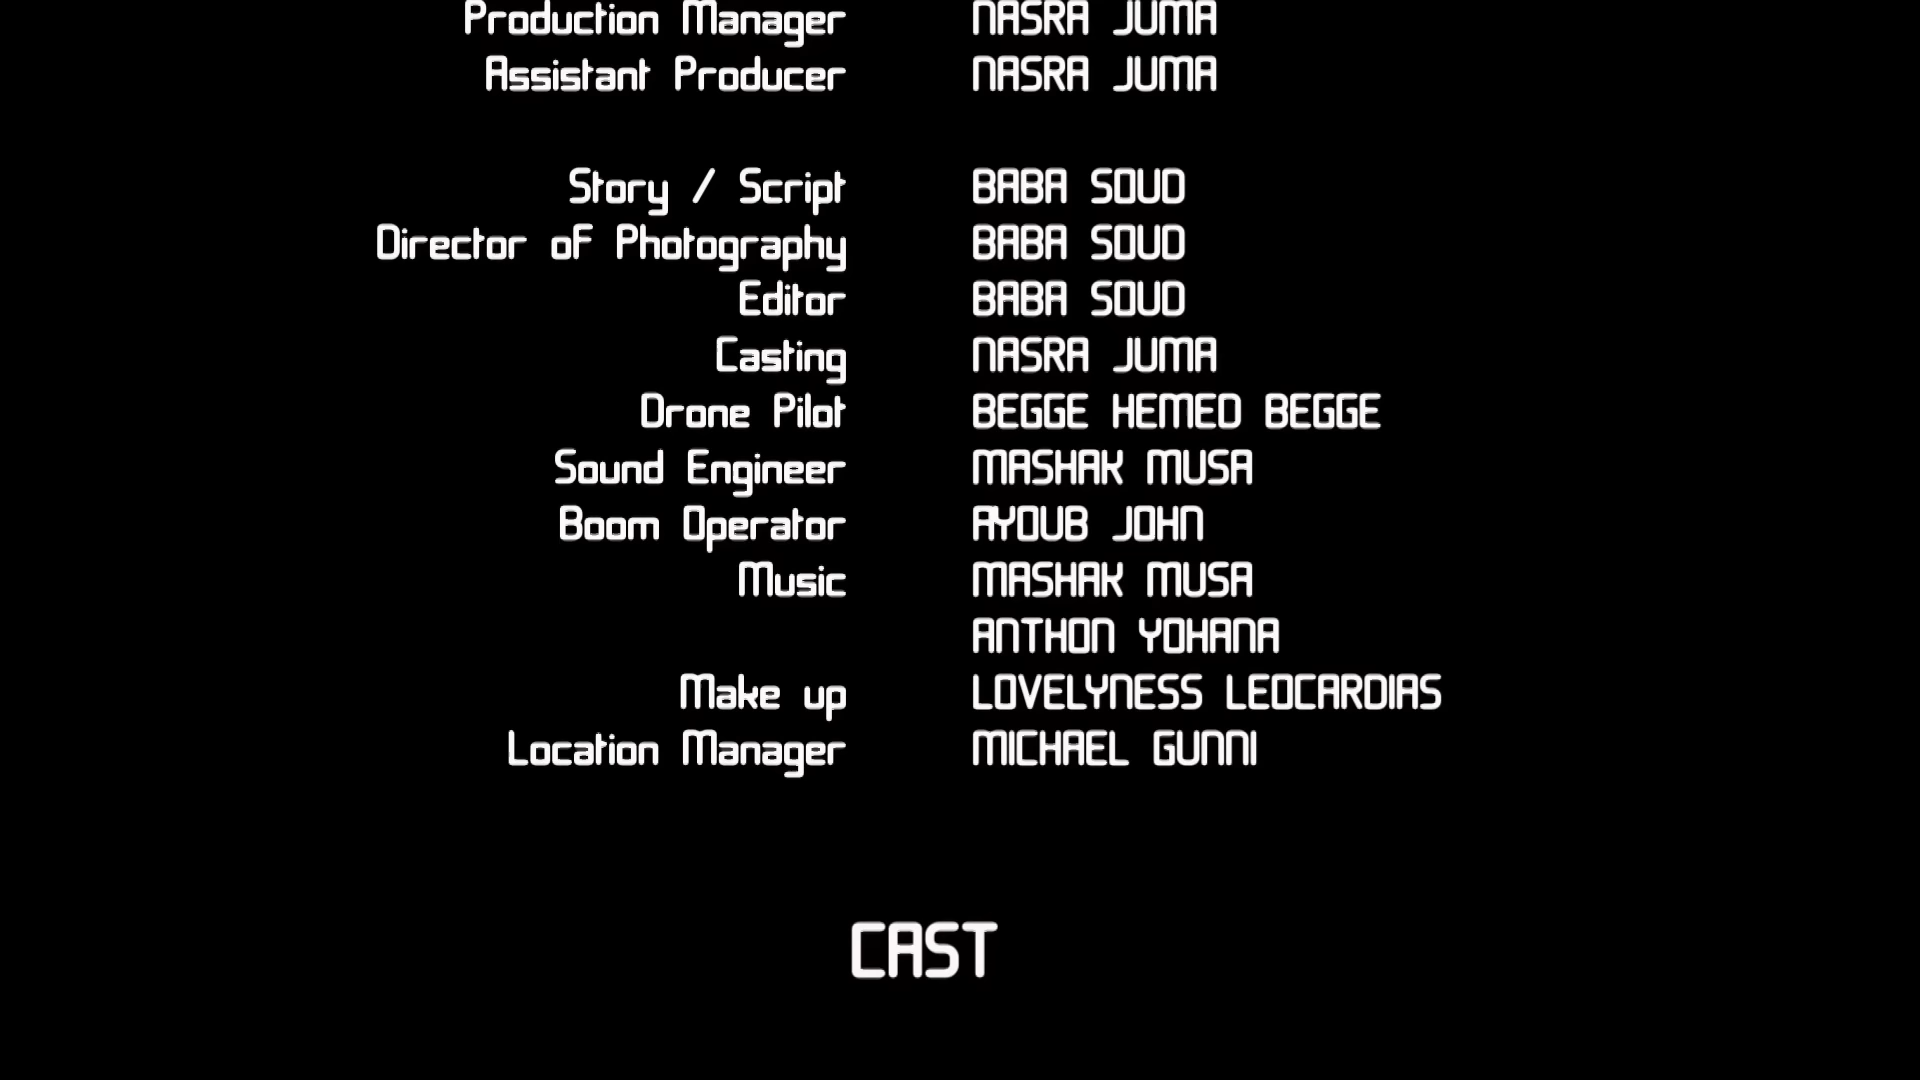 Production Manager NASRA JUMA
Assistant Producer NASRA JUMA
Story / Script BABA SOUD
Director of Photography BABA SOUD
Editor BABA SOUD
Casting NASRA JUMA
Drone Pilot BEGGE HEMED BEGGE
Sound Engineer MASHAK MUSA
Boom Operator AYOUB JOHN
Music MASHAK MUSA
ANTHON YOHANA
Make up LOVELYNESS LEOCARDIAS
Location Manager MICHAEL GUNNI
CAST